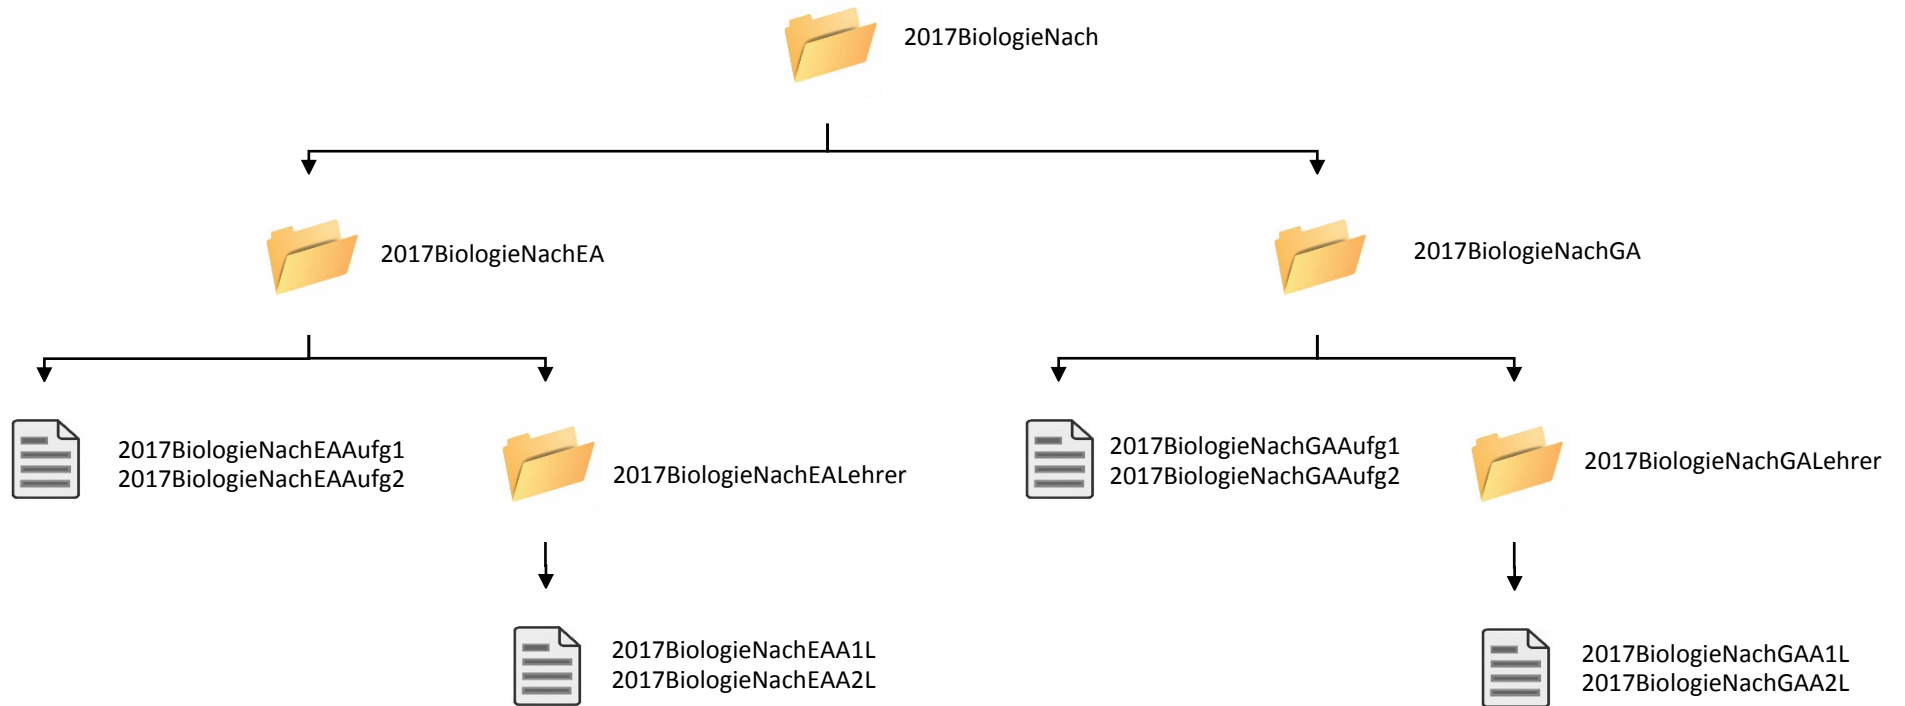 2017BiologieNach
2017BiologieNachEA
2017BiologieNachGA
2017BiologieNachEAAufg1
2017BiologieNachEAAufg2
2017BiologieNachEALehrer
2017BiologieNachGAAufg1
2017BiologieNachGAAufg2
2017BiologieNachGALehrer
2017BiologieNachEAA1L
2017BiologieNachEAA2L
2017BiologieNachGAA1L
2017BiologieNachGAA2L